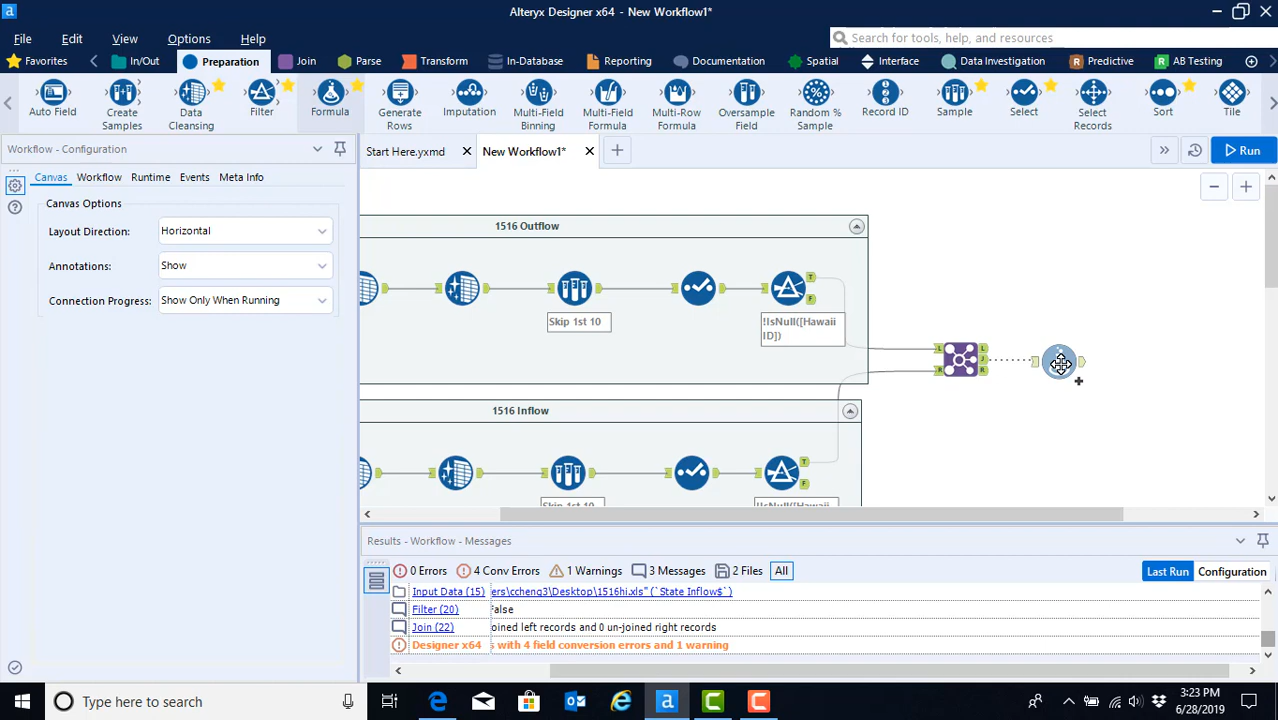 Alteryx Designer x64 - New Workflow1*
File Edit View Options Help
Search for tools, help, and resources
Favorites In/Out Preparation Join Parse Transform In-Database Reporting Documentation Spatial Interface Data Investigation Predictive AB Testing
Auto Field
Create Samples
Data Cleansing
Filter
Formula
Generate Rows
Imputation
Multi-Field Binning
Multi-Field Formula
Multi-Row Formula
Oversample Field
Random % Sample
Record ID
Sample
Select
Select Records
Sort
Tile
Workflow - Configuration
Start Here.yxmd
New Workflow1*
Run
Canvas Workflow Runtime Events Meta Info
Canvas Options
Layout Direction: Horizontal
Annotations: Show
Connection Progress: Show Only When Running
1516 Outflow
T
F
Skip 1st 10
!IsNull([Hawaii
ID])
L L
J
R R
1516 Inflow
T
F
Skip 1st 10
!IsNull([Hawaii
Results - Workflow - Messages
0 Errors 4 Conv Errors 1 Warnings 3 Messages 2 Files All
Last Run Configuration
Input Data (15) ers\ccheng3\Desktop\1516hi.xls" (`State Inflow$`)
Filter (20) False
Join (22) oined left records and 0 un-joined right records
Designer x64 s with 4 field conversion errors and 1 warning
Type here to search
3:23 PM
6/28/2019